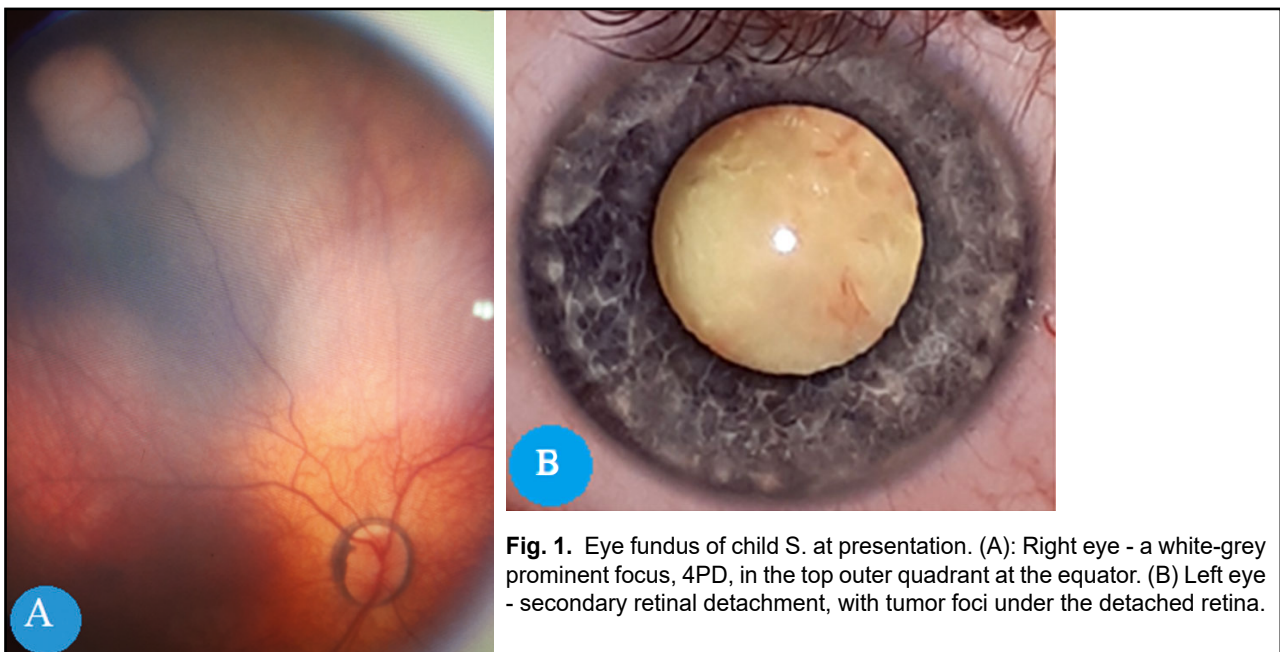 A
B
Fig. 1. Eye fundus of child S. at presentation. (A): Right eye - a white-grey
prominent focus, 4PD, in the top outer quadrant at the equator. (B) Left eye
- secondary retinal detachment, with tumor foci under the detached retina.